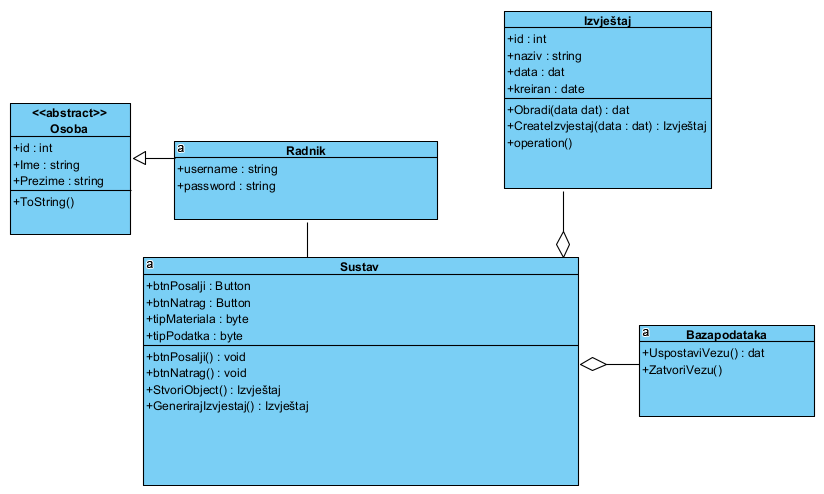 <<abstract>>
Osoba
+id : int
+Ime : string
+Prezime : string
+ToString()
a
Radnik
+username : string
+password : string
Izvještaj
+id : int
+naziv : string
+data : dat
+kreiran : date
+Obradi(data dat) : dat
+CreateIzvjestaj(data : dat) : Izvještaj
+operation()
a
Sustav
+btnPosalji : Button
+btnNatrag : Button
+tipMateriala : byte
+tipPodatka : byte
+btnPosalji() : void
+btnNatrag() : void
+StvoriObject() : Izvještaj
+GenerirajIzvjestaj() : Izvještaj
a
Bazapodataka
+UspostaviVezu() : dat
+ZatvoriVezu()